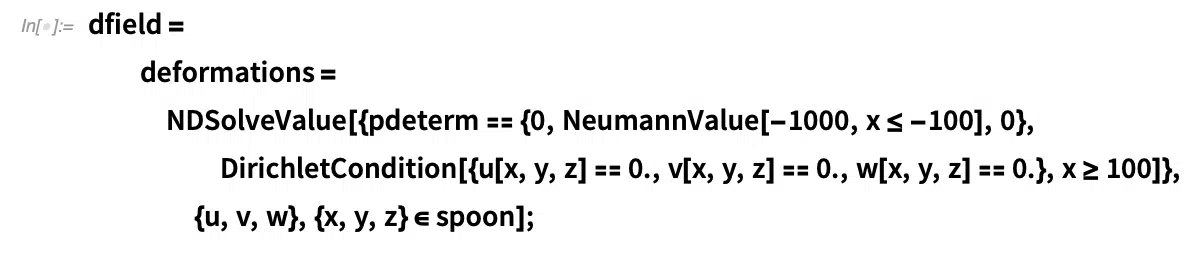 In[•]:= dfield =
deformations =
NDSolveValue[{pdeterm == {0, NeumannValue[-1000, x ≤ -100], 0},
DirichletCondition[{u[x, y, z] == 0., v[x, y, z] == 0., w[x, y, z] == 0.}, x ≥ 100]},
{u, v, w}, {x, y, z} ∈ spoon];